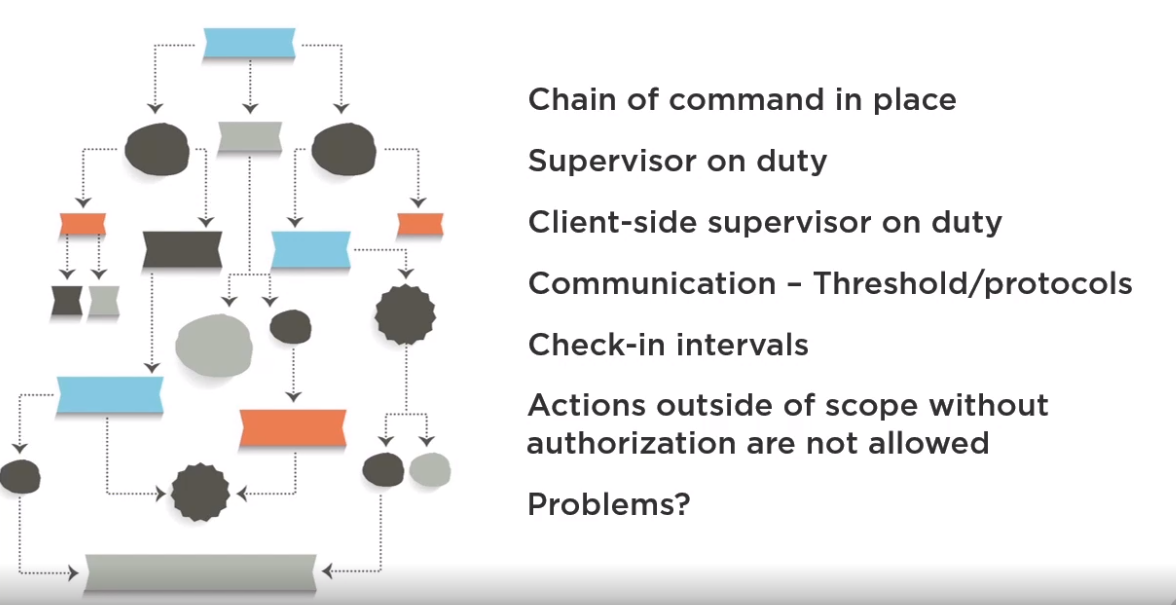 Chain of command in place
Supervisor on duty
Client-side supervisor on duty
Communication – Threshold/protocols
Check-in intervals
Actions outside of scope without
authorization are not allowed
Problems?